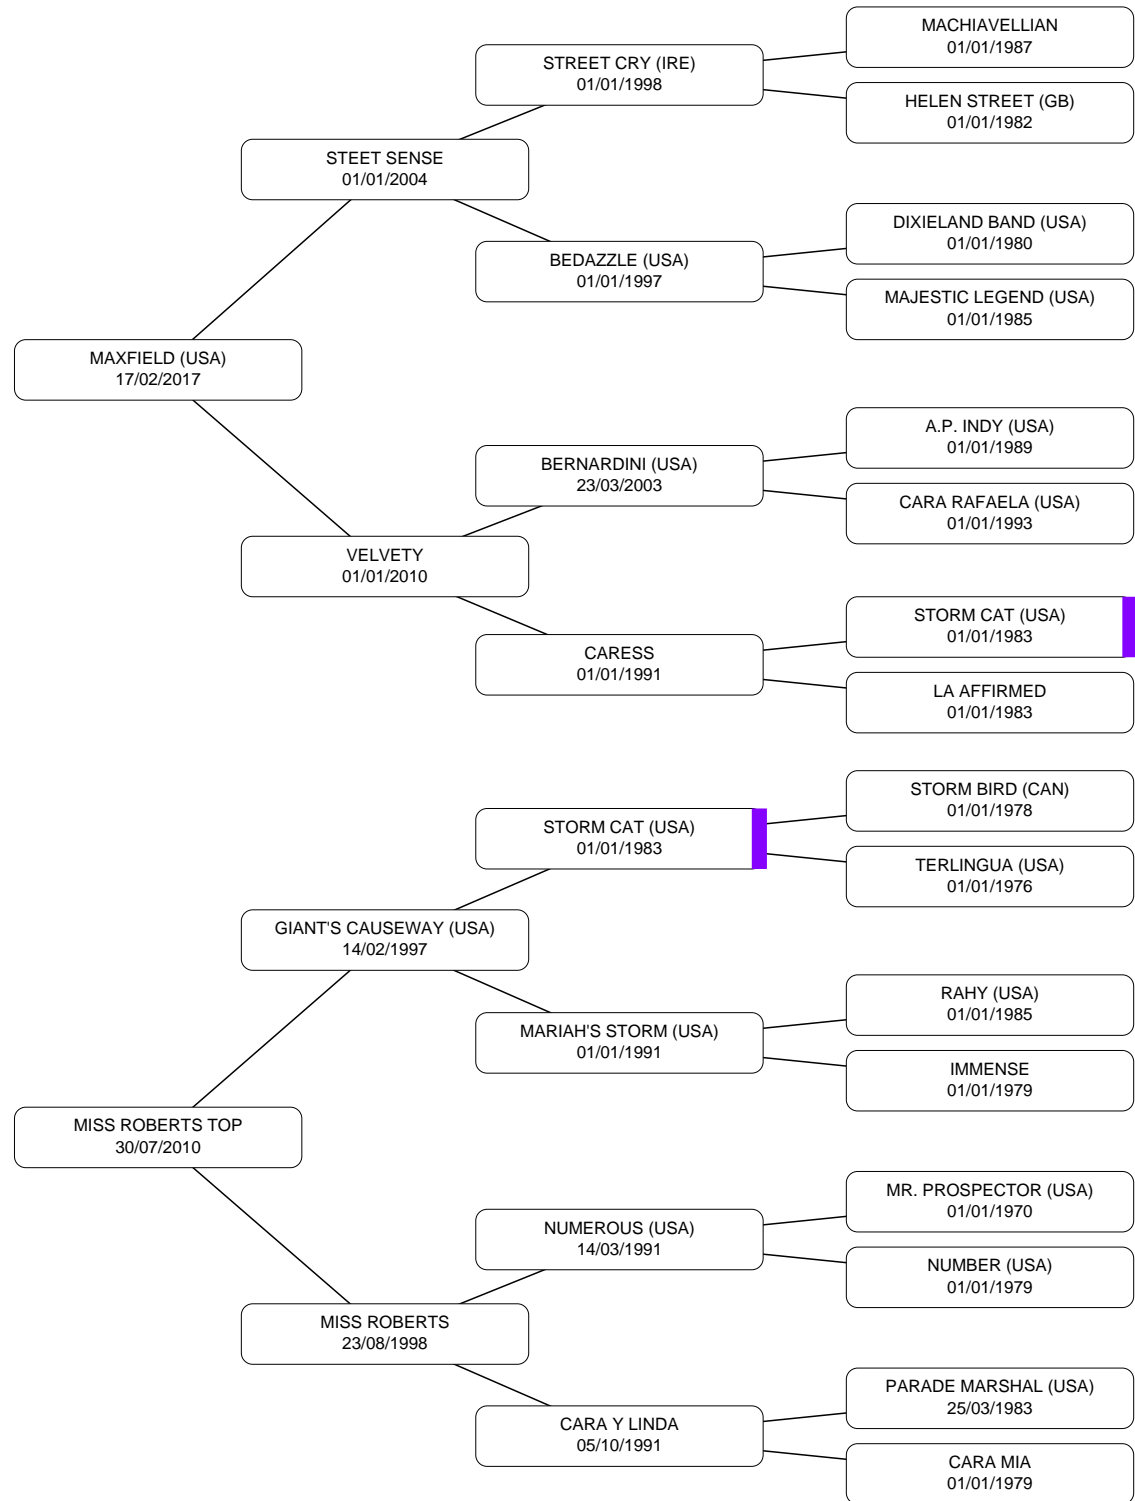 MACHIAVELLIAN
01/01/1987
STREET CRY (IRE)
01/01/1998
HELEN STREET (GB)
01/01/1982
STEET SENSE
01/01/2004
DIXIELAND BAND (USA)
01/01/1980
BEDAZZLE (USA)
01/01/1997
MAJESTIC LEGEND (USA)
01/01/1985
MAXFIELD (USA)
17/02/2017
A.P. INDY (USA)
01/01/1989
BERNARDINI (USA)
23/03/2003
CARA RAFAELA (USA)
01/01/1993
VELVETY
01/01/2010
STORM CAT (USA)
01/01/1983
CARESS
01/01/1991
LA AFFIRMED
01/01/1983
STORM BIRD (CAN)
01/01/1978
STORM CAT (USA)
01/01/1983
TERLINGUA (USA)
01/01/1976
GIANT'S CAUSEWAY (USA)
14/02/1997
RAHY (USA)
01/01/1985
MARIAH'S STORM (USA)
01/01/1991
IMMENSE
01/01/1979
MISS ROBERTS TOP
30/07/2010
MR. PROSPECTOR (USA)
01/01/1970
NUMEROUS (USA)
14/03/1991
NUMBER (USA)
01/01/1979
MISS ROBERTS
23/08/1998
PARADE MARSHAL (USA)
25/03/1983
CARA Y LINDA
05/10/1991
CARA MIA
01/01/1979